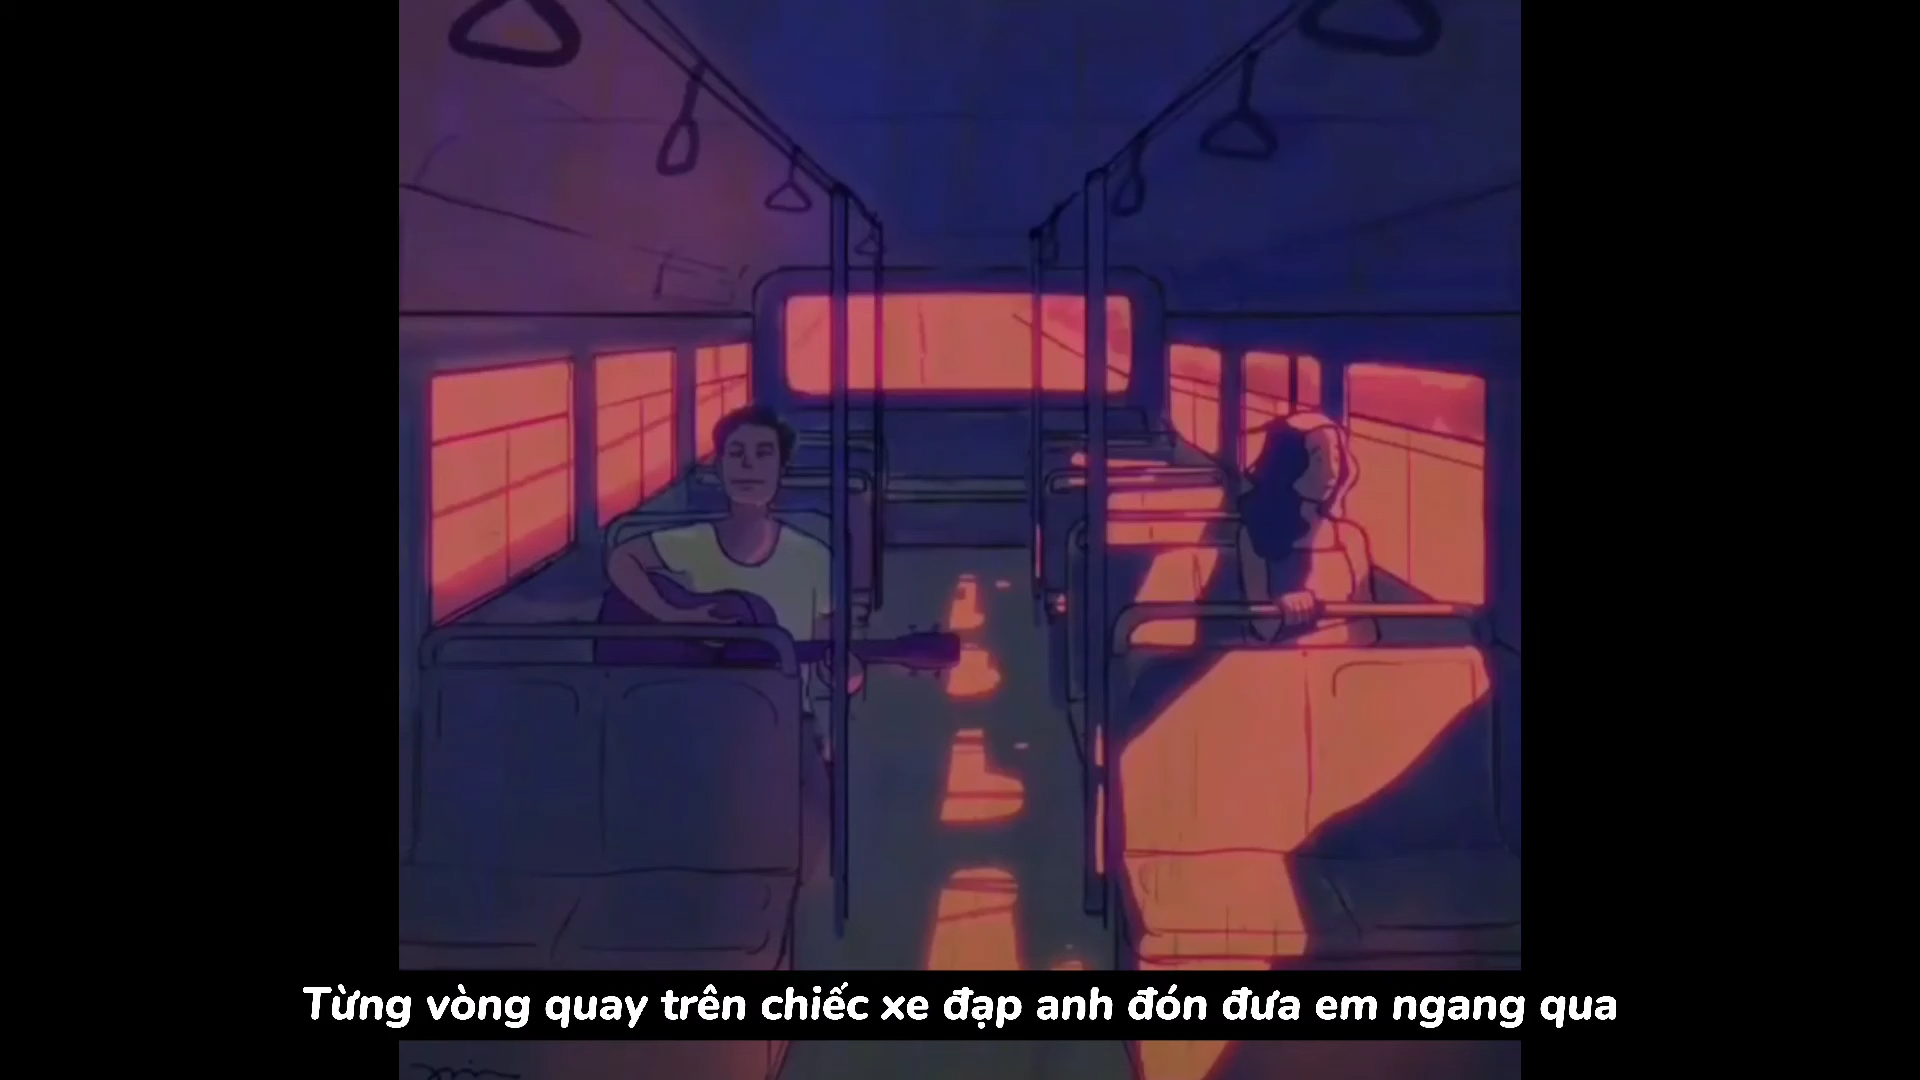 Từng vòng quay trên chiếc xe đạp anh đón đưa em ngang qua